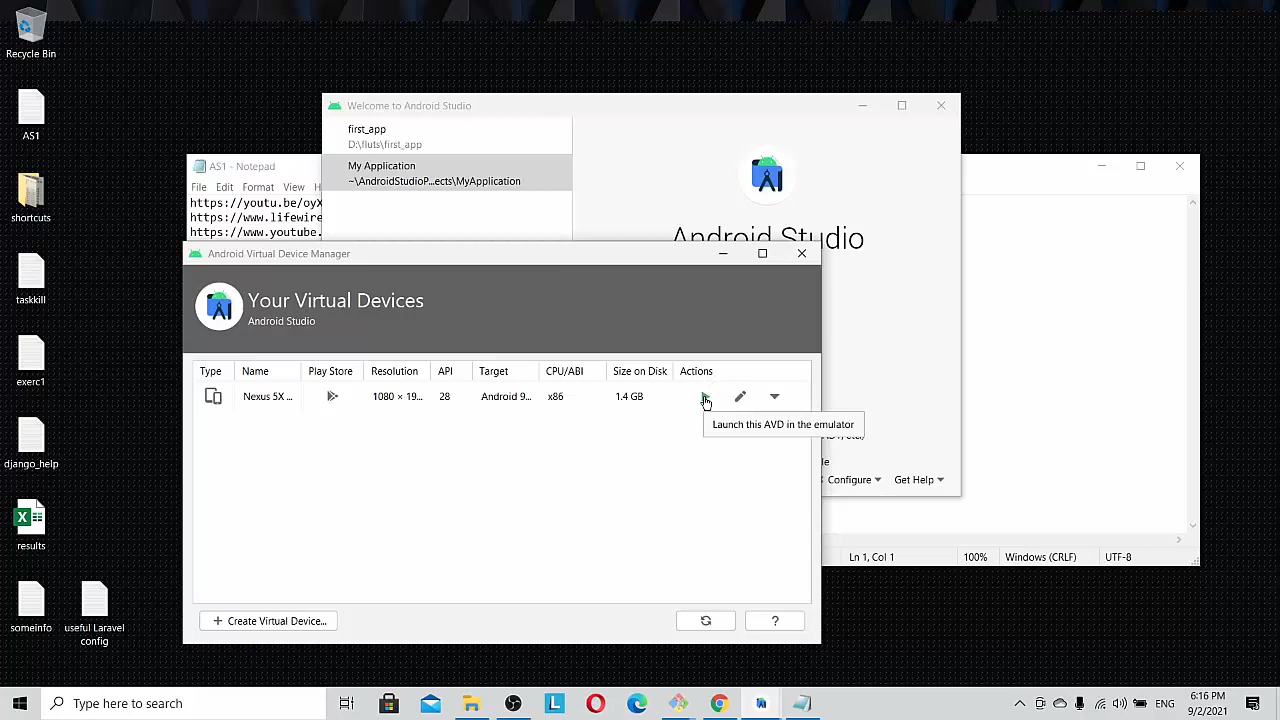 Recycle Bin
AS1
shortcuts
taskkill
exerc1
django_help
results
someinfo
useful Laravel
config
Welcome to Android Studio
first_app
D:\fluts\first_app
My Application
~\AndroidStudioP...ects\MyApplication
Android Studio
Configure
Get Help
AS1 - Notepad
File Edit Format View
https://youtu.be/oyX
https://www.lifewire
https://www.youtube.
Ln 1, Col 1 100% Windows (CRLF) UTF-8
Android Virtual Device Manager
Your Virtual Devices
Android Studio
Type Name Play Store Resolution API Target CPU/ABI Size on Disk Actions
Nexus 5X ... 1080 × 19... 28 Android 9... x86 1.4 GB
Launch this AVD in the emulator
+ Create Virtual Device...
?
Type here to search
ENG
6:16 PM
9/2/2021